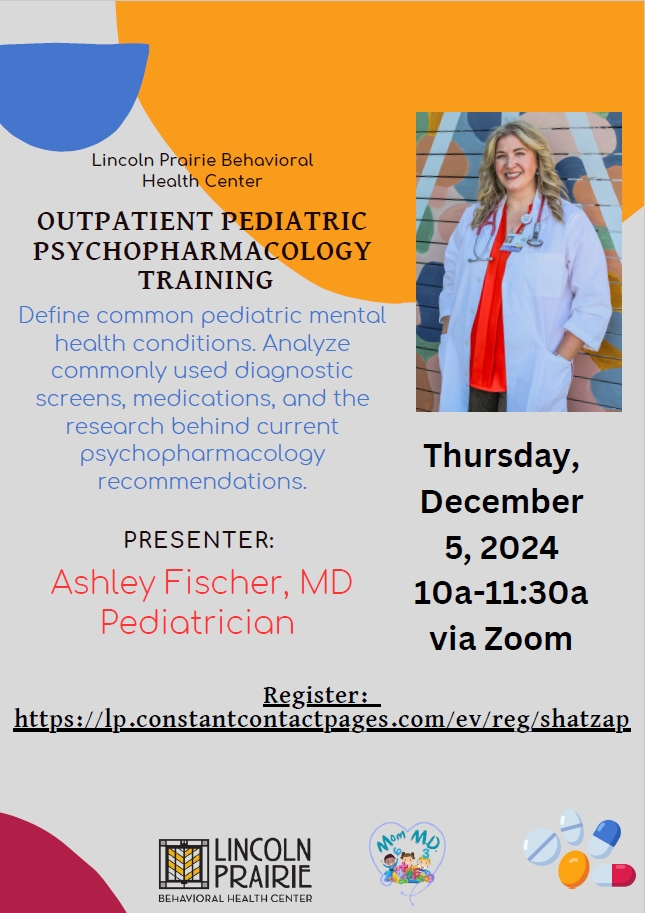 Lincoln Prairie Behavioral
Health Center
OUTPATIENT PEDIATRIC
PSYCHOPHARMACOLOGY
TRAINING
Define common pediatric mental
health conditions. Analyze
commonly used diagnostic
screens, medications, and the
research behind current
psychopharmacology
recommendations.
PRESENTER:
Ashley Fischer, MD
Pediatrician
Thursday,
December
5, 2024
10a-11:30a
via Zoom
Register:
https://lp.constantcontactpages.com/ev/reg/shatzap
LINCOLN
PRAIRIE
BEHAVIORAL HEALTH CENTER
Mom M.D.